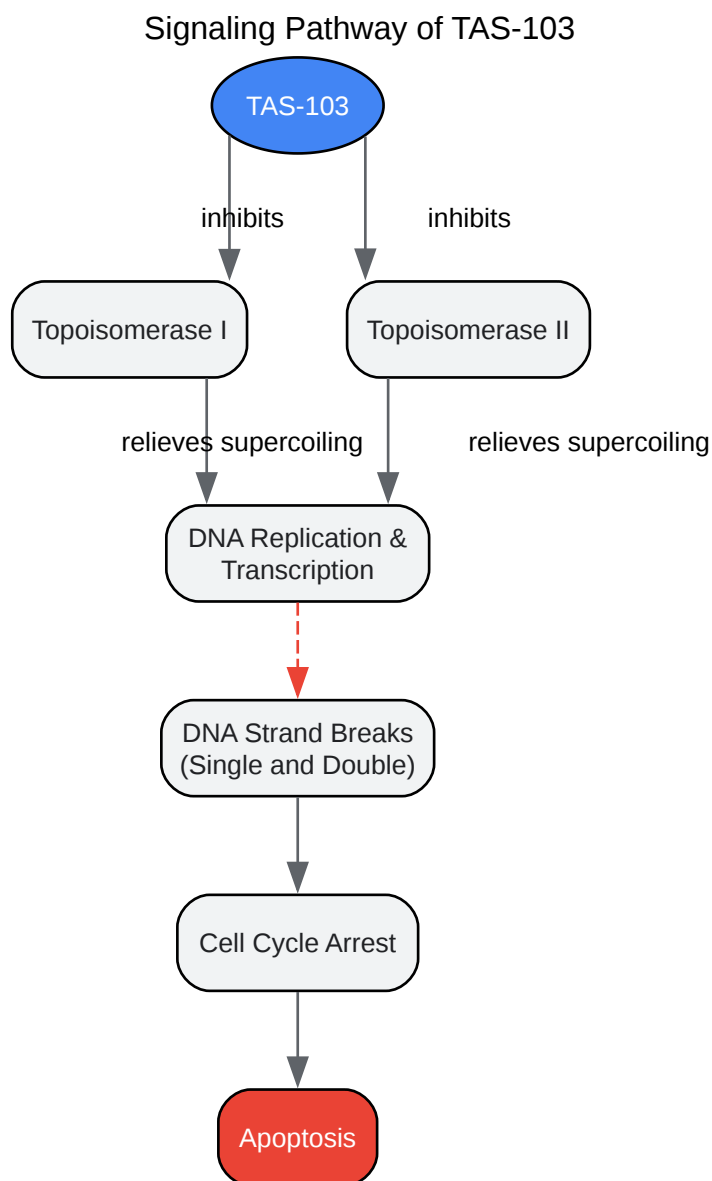 Signaling Pathway of TAS-103
TAS-103
inhibits
inhibits
Topoisomerase I
Topoisomerase II
relieves supercoiling
relieves supercoiling
DNA Replication &
Transcription
DNA Strand Breaks
(Single and Double)
Cell Cycle Arrest
Apoptosis